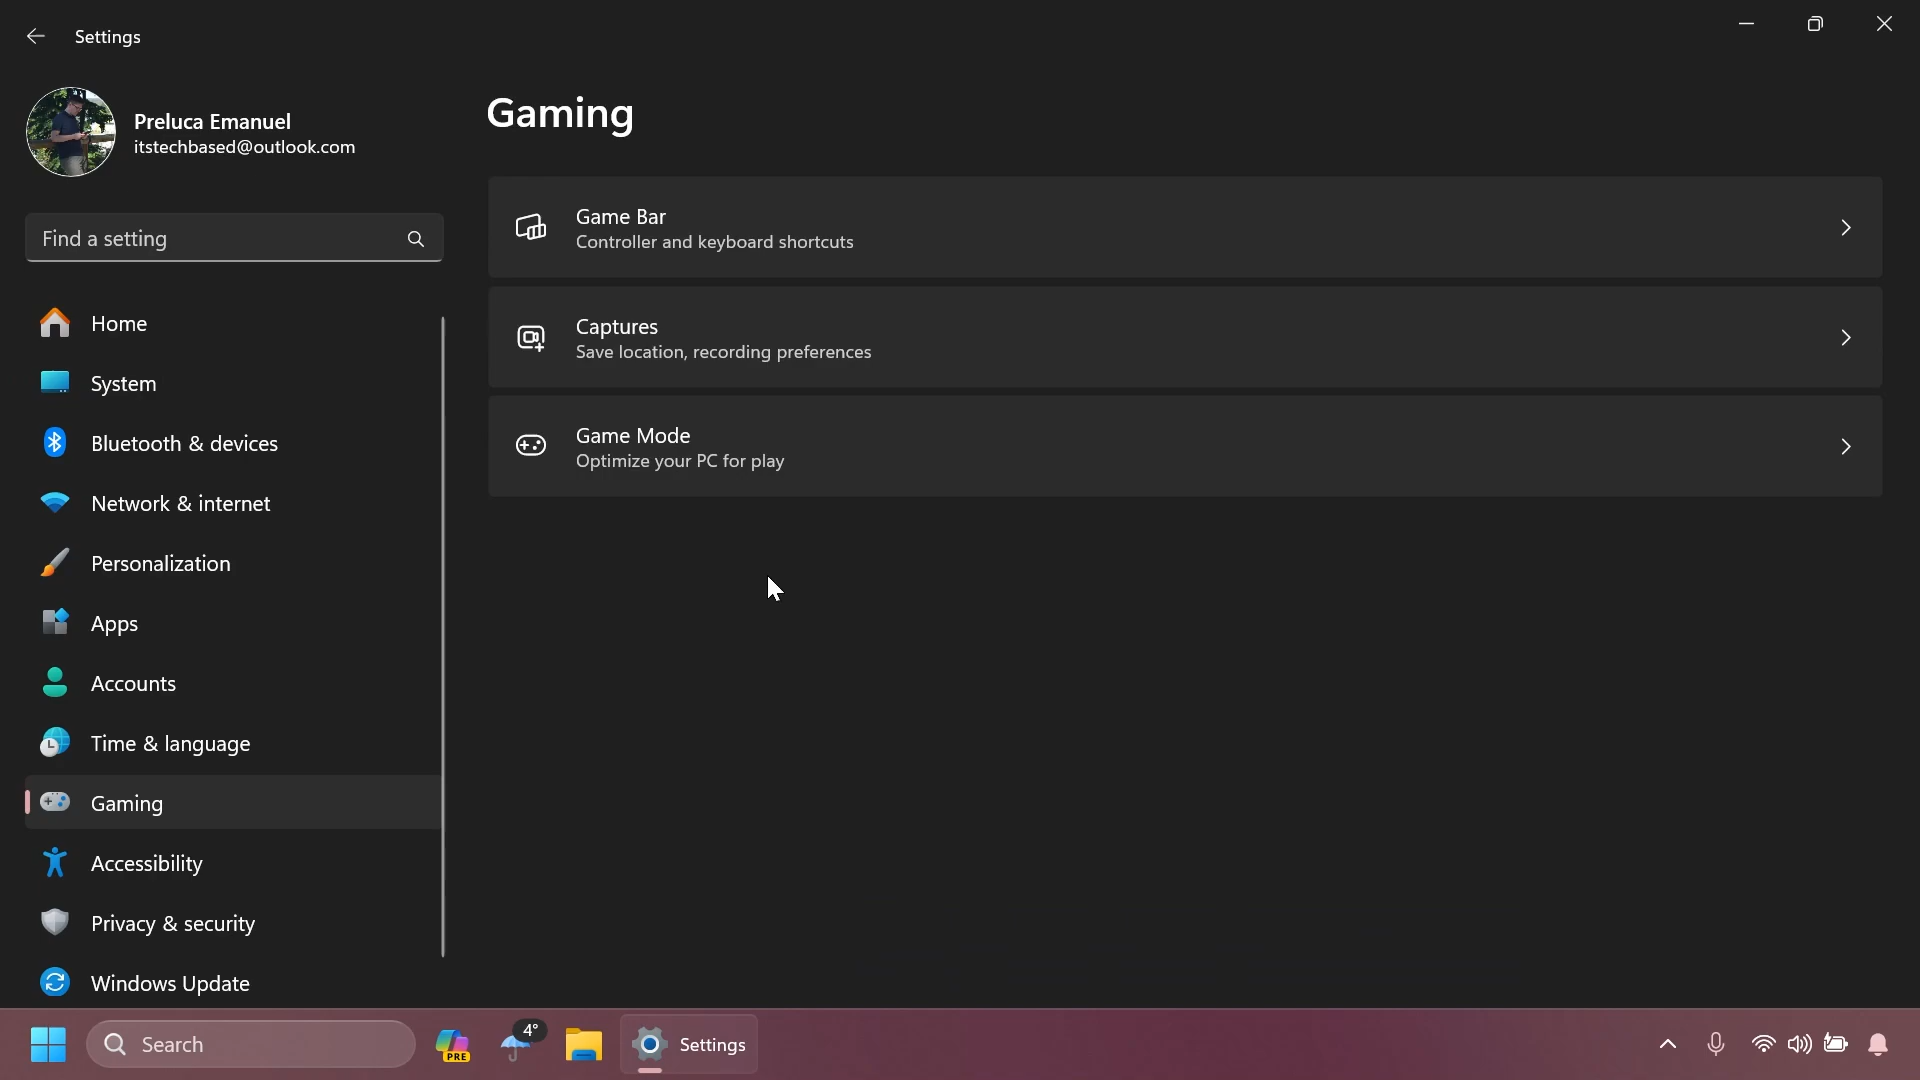 Settings
Preluca Emanuel
itstechbased@outlook.com
Find a setting
Home
System
Bluetooth & devices
Network & internet
Personalization
Apps
Accounts
Time & language
Gaming
Accessibility
Privacy & security
Windows Update
Gaming
Game Bar
Controller and keyboard shortcuts
Captures
Save location, recording preferences
Game Mode
Optimize your PC for play
Search
PRE
4°
Settings